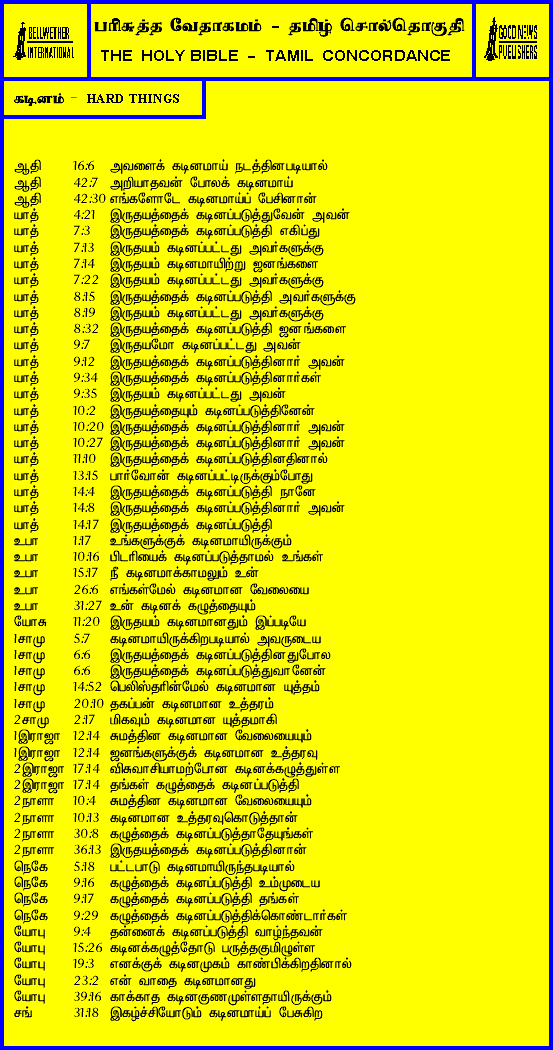 BELLWETHER
INTERNATIONAL
பரிசுத்த வேதாகமம் - தமிழ் சொல்தொகுதி
THE HOLY BIBLE - TAMIL CONCORDANCE
GOOD NEWS
PUBLISHERS
கடினம் - HARD THINGS
ஆதி 16:6 அவளைக் கடினமாய் நடத்தினபடியால்
ஆதி 42:7 அறியாதவன் போலக் கடினமாய்
ஆதி 42:30 எங்களோடே கடினமாய்ப் பேசினான்
யாத் 4:21 இருதயத்தைக் கடினப்படுத்துவேன் அவன்
யாத் 7:3 இருதயத்தைக் கடினப்படுத்தி எகிப்து
யாத் 7:13 இருதயம் கடினப்பட்டது அவர்களுக்கு
யாத் 7:14 இருதயம் கடினமாயிற்று ஜனங்களை
யாத் 7:22 இருதயம் கடினப்பட்டது அவர்களுக்கு
யாத் 8:15 இருதயத்தைக் கடினப்படுத்தி அவர்களுக்கு
யாத் 8:19 இருதயம் கடினப்பட்டது அவர்களுக்கு
யாத் 8:32 இருதயத்தைக் கடினப்படுத்தி ஜனங்களை
யாத் 9:7 இருதயமோ கடினப்பட்டது அவன்
யாத் 9:12 இருதயத்தைக் கடினப்படுத்தினார் அவன்
யாத் 9:34 இருதயத்தைக் கடினப்படுத்தினார்கள்
யாத் 9:35 இருதயம் கடினப்பட்டது அவன்
யாத் 10:2 இருதயத்தையும் கடினப்படுத்தினேன்
யாத் 10:20 இருதயத்தைக் கடினப்படுத்தினார் அவன்
யாத் 10:27 இருதயத்தைக் கடினப்படுத்தினார் அவன்
யாத் 11:10 இருதயத்தைக் கடினப்படுத்தினதினால்
யாத் 13:15 பார்வோன் கடினப்பட்டிருக்கும்போது
யாத் 14:4 இருதயத்தைக் கடினப்படுத்தி நானே
யாத் 14:8 இருதயத்தைக் கடினப்படுத்தினார் அவன்
யாத் 14:17 இருதயத்தைக் கடினப்படுத்தி
உபா 1:17 உங்களுக்குக் கடினமாயிருக்கும்
உபா 10:16 பிடரியைக் கடினப்படுத்தாமல் உங்கள்
உபா 15:17 நீ கடினமாக்காமலும் உன்
உபா 26:6 எங்கள்மேல் கடினமான வேலையை
உபா 31:27 உன் கடினக் கழுத்தையும்
யோசு 11:20 இருதயம் கடினமானதும் இப்படியே
1சாமு 5:7 கடினமாயிருக்கிறபடியால் அவருடைய
1சாமு 6:6 இருதயத்தைக் கடினப்படுத்தினதுபோல
1சாமு 6:6 இருதயத்தைக் கடினப்படுத்துவானேன்
1சாமு 14:52 பெலிஸ்தரின்மேல் கடினமான யுத்தம்
1சாமு 20:10 தகப்பன் கடினமான உத்தரம்
2சாமு 2:17 மிகவும் கடினமான யுத்தமாகி
1இராஜா 12:14 சுமத்தின கடினமான வேலையையும்
1இராஜா 12:14 ஜனங்களுக்குக் கடினமான உத்தரவு
2இராஜா 17:14 விசுவாசியாமற்போன கடினக்கழுத்துள்ள
2இராஜா 17:14 தங்கள் கழுத்தைக் கடினப்படுத்தி
2நாளா 10:4 சுமத்தின கடினமான வேலையையும்
2நாளா 10:13 கடினமான உத்தரவுகொடுத்தான்
2நாளா 30:8 கழுத்தைக் கடினப்படுத்தாதேயுங்கள்
2நாளா 36:13 இருதயத்தைக் கடினப்படுத்தினான்
நெகே 5:18 பட்டபாடு கடினமாயிருந்தபடியால்
நெகே 9:16 கழுத்தைக் கடினப்படுத்தி உம்முடைய
நெகே 9:17 கழுத்தைக் கடினப்படுத்தி தங்கள்
நெகே 9:29 கழுத்தைக் கடினப்படுத்திக்கொண்டார்கள்
யோபு 9:4 தன்னைக் கடினப்படுத்தி வாழ்ந்தவன்
யோபு 15:26 கடினக்கழுத்தோடு பருத்தகுமிழுள்ள
யோபு 19:3 எனக்குக் கடினமுகம் காண்பிக்கிறதினால்
யோபு 23:2 என் வாதை கடினமானது
யோபு 39:16 காக்காத கடினகுணமுள்ளதாயிருக்கும்
சங் 31:18 இகழ்ச்சியோடும் கடினமாய்ப் பேசுகிற